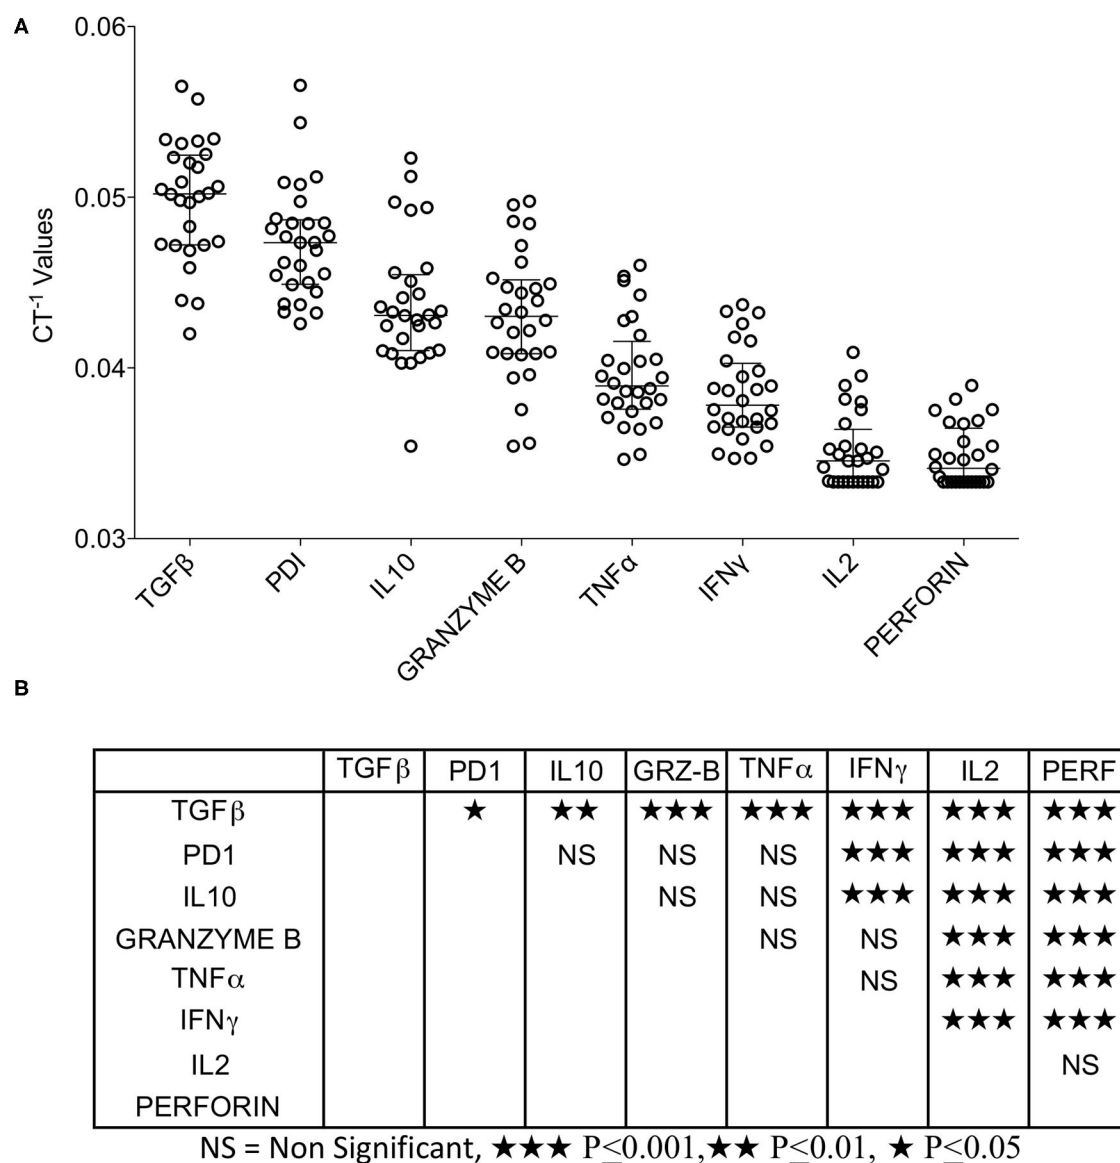 A
0.06
0.05
0.04
0.03
CT-1 Values
TGFβ
PDI
IL10
GRANZYME B
TNFα
IFNγ
IL2
PERFORIN
B
TGFβ PD1 IL10 GRZ-B TNFα IFNγ IL2 PERF
TGFβ ★ ★★ ★★★ ★★★ ★★★ ★★★ ★★★
PD1 NS NS NS ★★★ ★★★ ★★★
IL10 NS NS ★★★ ★★★ ★★★
GRANZYME B NS NS ★★★ ★★★
TNFα NS ★★★ ★★★
IFNγ ★★★ ★★★
IL2 NS
PERFORIN
NS = Non Significant, ★★★ P≤0.001,★★ P≤0.01, ★ P≤0.05